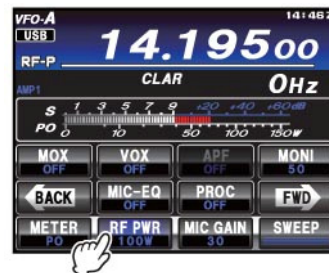 VFO-A 14:46
USB
14.19500
RF-P
CLAR 0Hz
AMP1
S 1 3 5 7 9 +20 +40 +60dB
PO 0 10 50 100 150W
MOX OFF VOX OFF APF OFF MONI 50
BACK MIC-EQ OFF PROC OFF FWD
METER PO RF PWR 100W MIC GAIN 30 SWEEP